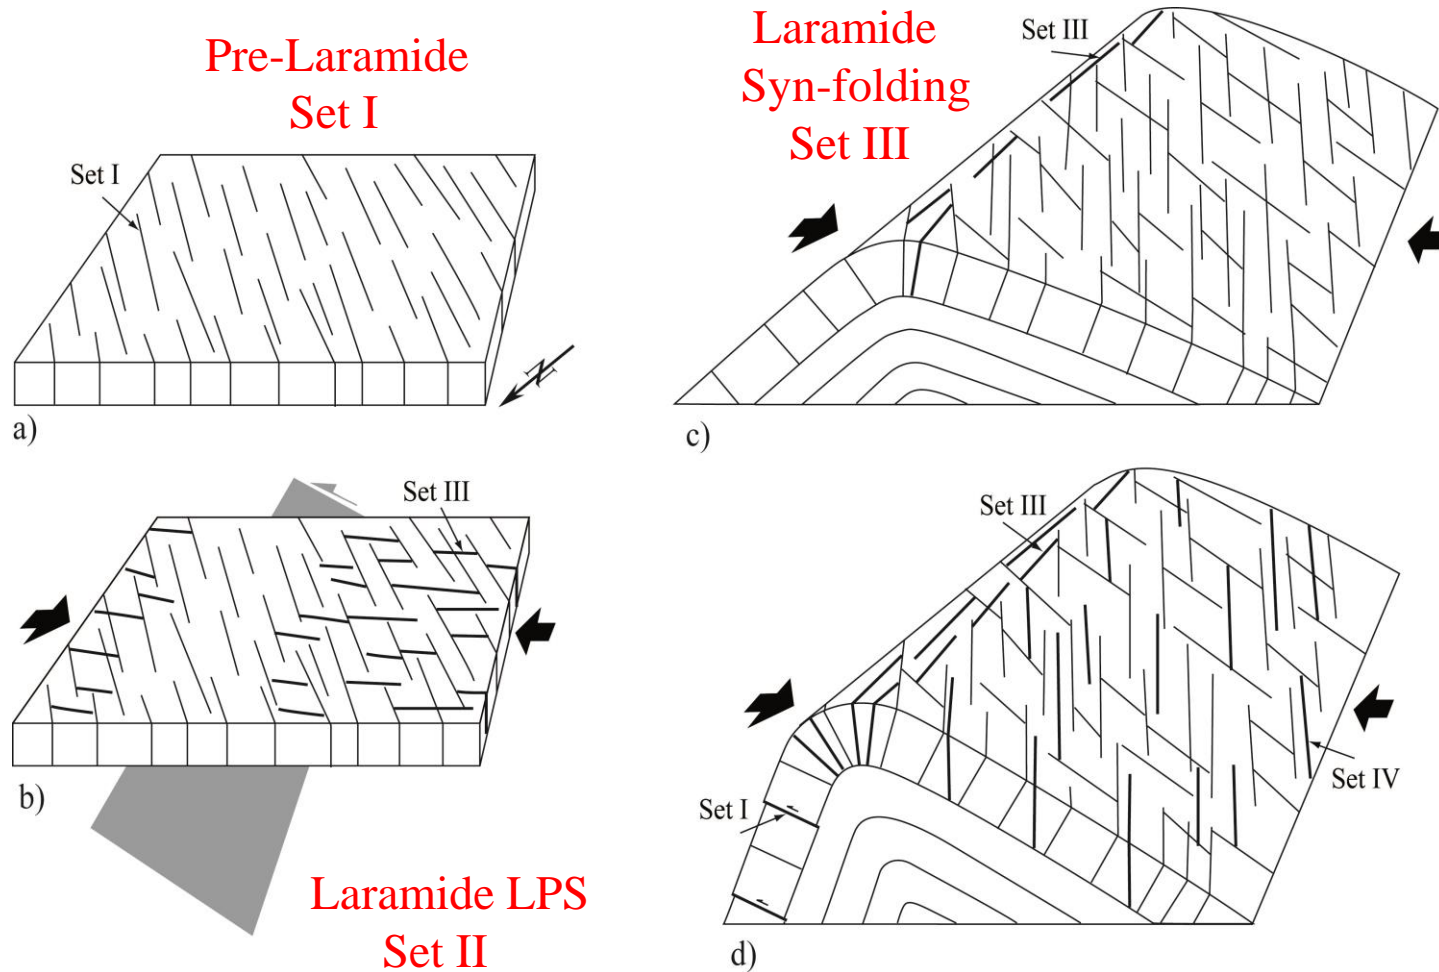 Pre-Laramide
Set I
Set I
N
a)
Laramide
Syn-folding
Set III
Set III
c)
Set III
b)
Laramide LPS
Set II
Set III
Set I
Set IV
d)